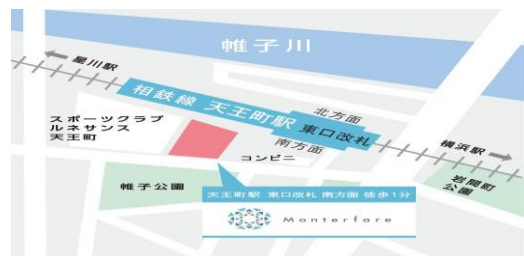 帷子川
← 星川駅
相鉄線 天王町駅 東口改札
北方面
南方面
横浜駅 →
スポーツクラブ
ルネサンス
天王町
コンビニ
岩間町
公園
帷子公園
天王町駅 東口改札 南方面 徒歩1分
Monterfare